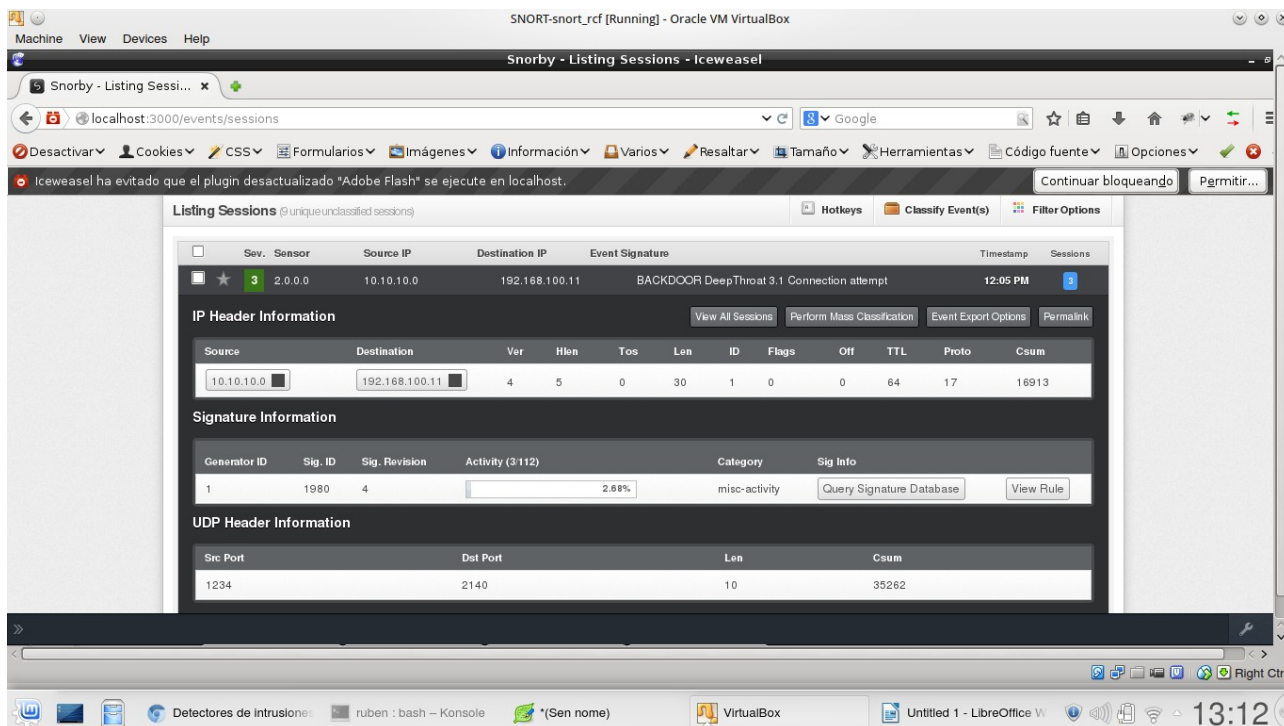 SNORT-snort_rcf [Running] - Oracle VM VirtualBox
Machine View Devices Help
Snorby - Listing Sessions - Iceweasel
Snorby - Listing Sessi...
localhost:3000/events/sessions Google
Desactivar Cookies CSS Formularios Imágenes Información Varios Resaltar Tamaño Herramientas Código fuente Opciones
Iceweasel ha evitado que el plugin desactualizado "Adobe Flash" se ejecute en localhost. Continuar bloqueando Permitir...
Listing Sessions (9 unique unclassified sessions) Hotkeys Classify Event(s) Filter Options
Sev. Sensor Source IP Destination IP Event Signature Timestamp Sessions
3 2.0.0.0 10.10.10.0 192.168.100.11 BACKDOOR DeepThroat 3.1 Connection attempt 12:05 PM 3
IP Header Information View All Sessions Perform Mass Classification Event Export Options Permalink
Source Destination Ver Hlen Tos Len ID Flags Off TTL Proto Csum
10.10.10.0 192.168.100.11 4 5 0 30 1 0 0 64 17 16913
Signature Information
Generator ID Sig. ID Sig. Revision Activity (3/112) Category Sig Info
1 1980 4 2.68% misc-activity Query Signature Database View Rule
UDP Header Information
Src Port Dst Port Len Csum
1234 2140 10 35262
Right Ctr
Detectores de intrusione ruben : bash – Konsole *(Sen nome) VirtualBox Untitled 1 - LibreOffice W 13:12